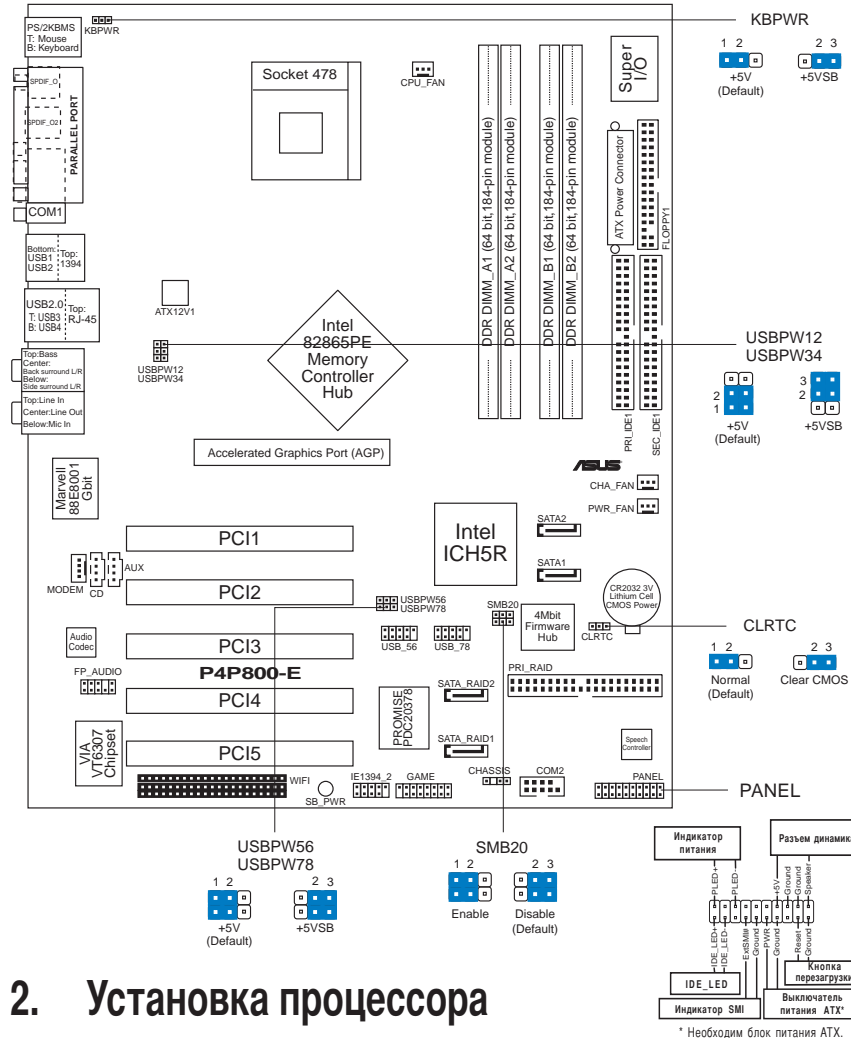 PS/2KBMS
T: Mouse
B: Keyboard
KBPWR
SPDIF_O
SPDIF_O2
PARALLEL PORT
COM1
Bottom:
USB1
USB2
Top:
1394
USB2.0
T: USB3
B: USB4
Top:
RJ-45
Top:Bass
Center:
Back surround L/R
Below:
Side surround L/R
Top:Line In
Center:Line Out
Below:Mic In
Socket 478
CPU_FAN
DDR DIMM_A1 (64 bit,184-pin module)
DDR DIMM_A2 (64 bit,184-pin module)
DDR DIMM_B1 (64 bit,184-pin module)
DDR DIMM_B2 (64 bit,184-pin module)
Super
I/O
ATX Power Connector
FLOPPY1
PRI_IDE1
SEC_IDE1
ATX12V1
USBPW12
USBPW34
Intel
82865PE
Memory
Controller
Hub
Accelerated Graphics Port (AGP)
ASUS
CHA_FAN
PWR_FAN
Marvell
88E8001
Gbit
Intel
ICH5R
SATA2
SATA1
PCI1
PCI2
PCI3
P4P800-E
PCI4
PCI5
MODEM
CD
AUX
Audio
Codec
FP_AUDIO
VIA
VT6307
Chipset
USBPW56
USBPW78
USB_56
USB_78
SMB20
4Mbit
Firmware
Hub
CR2032 3V
Lithium Cell
CMOS Power
CLRTC
PROMISE
PDC20378
SATA_RAID2
SATA_RAID1
PRI_RAID
Speech
Controller
WIFI
SB_PWR
IE1394_2
GAME
CHASSIS
COM2
PANEL
KBPWR
1 2
+5V
(Default)
2 3
+5VSB
USBPW12
USBPW34
2
1
+5V
(Default)
3
2
+5VSB
CLRTC
1 2
Normal
(Default)
2 3
Clear CMOS
PANEL
USBPW56
USBPW78
1 2
+5V
(Default)
2 3
+5VSB
SMB20
1 2
Enable
2 3
Disable
(Default)
Индикатор
питания
Разъем динамика
PLED+
PLED-
+5V
Ground
Ground
Speaker
IDE_LED+
IDE_LED-
ExtSMI#
Ground
PWR
Ground
Reset
Ground
IDE_LED
Кнопка
перезагрузки
Индикатор SMI
Выключатель
питания ATX*
* Необходим блок питания ATX.
2. Установка процессора